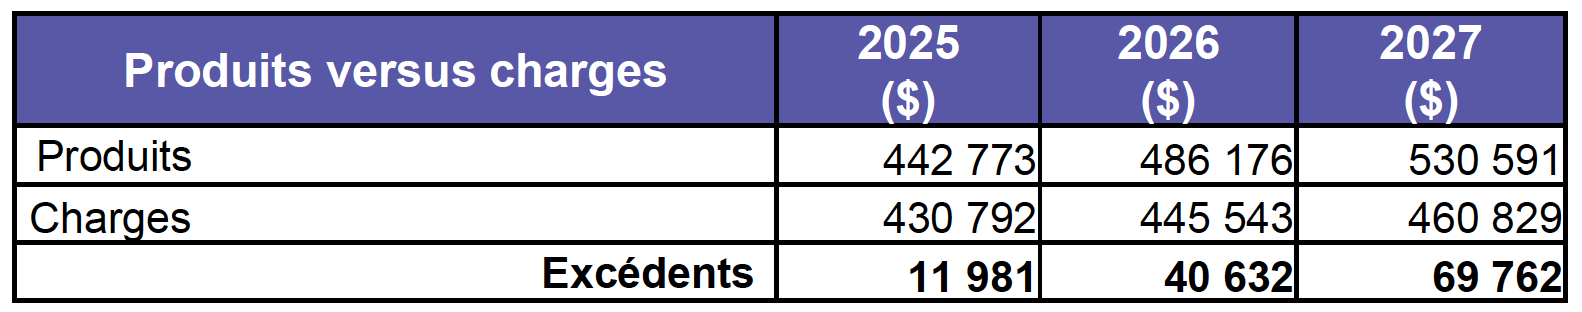 Produits versus charges 2025 ($) 2026 ($) 2027 ($)
Produits 442 773 486 176 530 591
Charges 430 792 445 543 460 829
Excédents 11 981 40 632 69 762